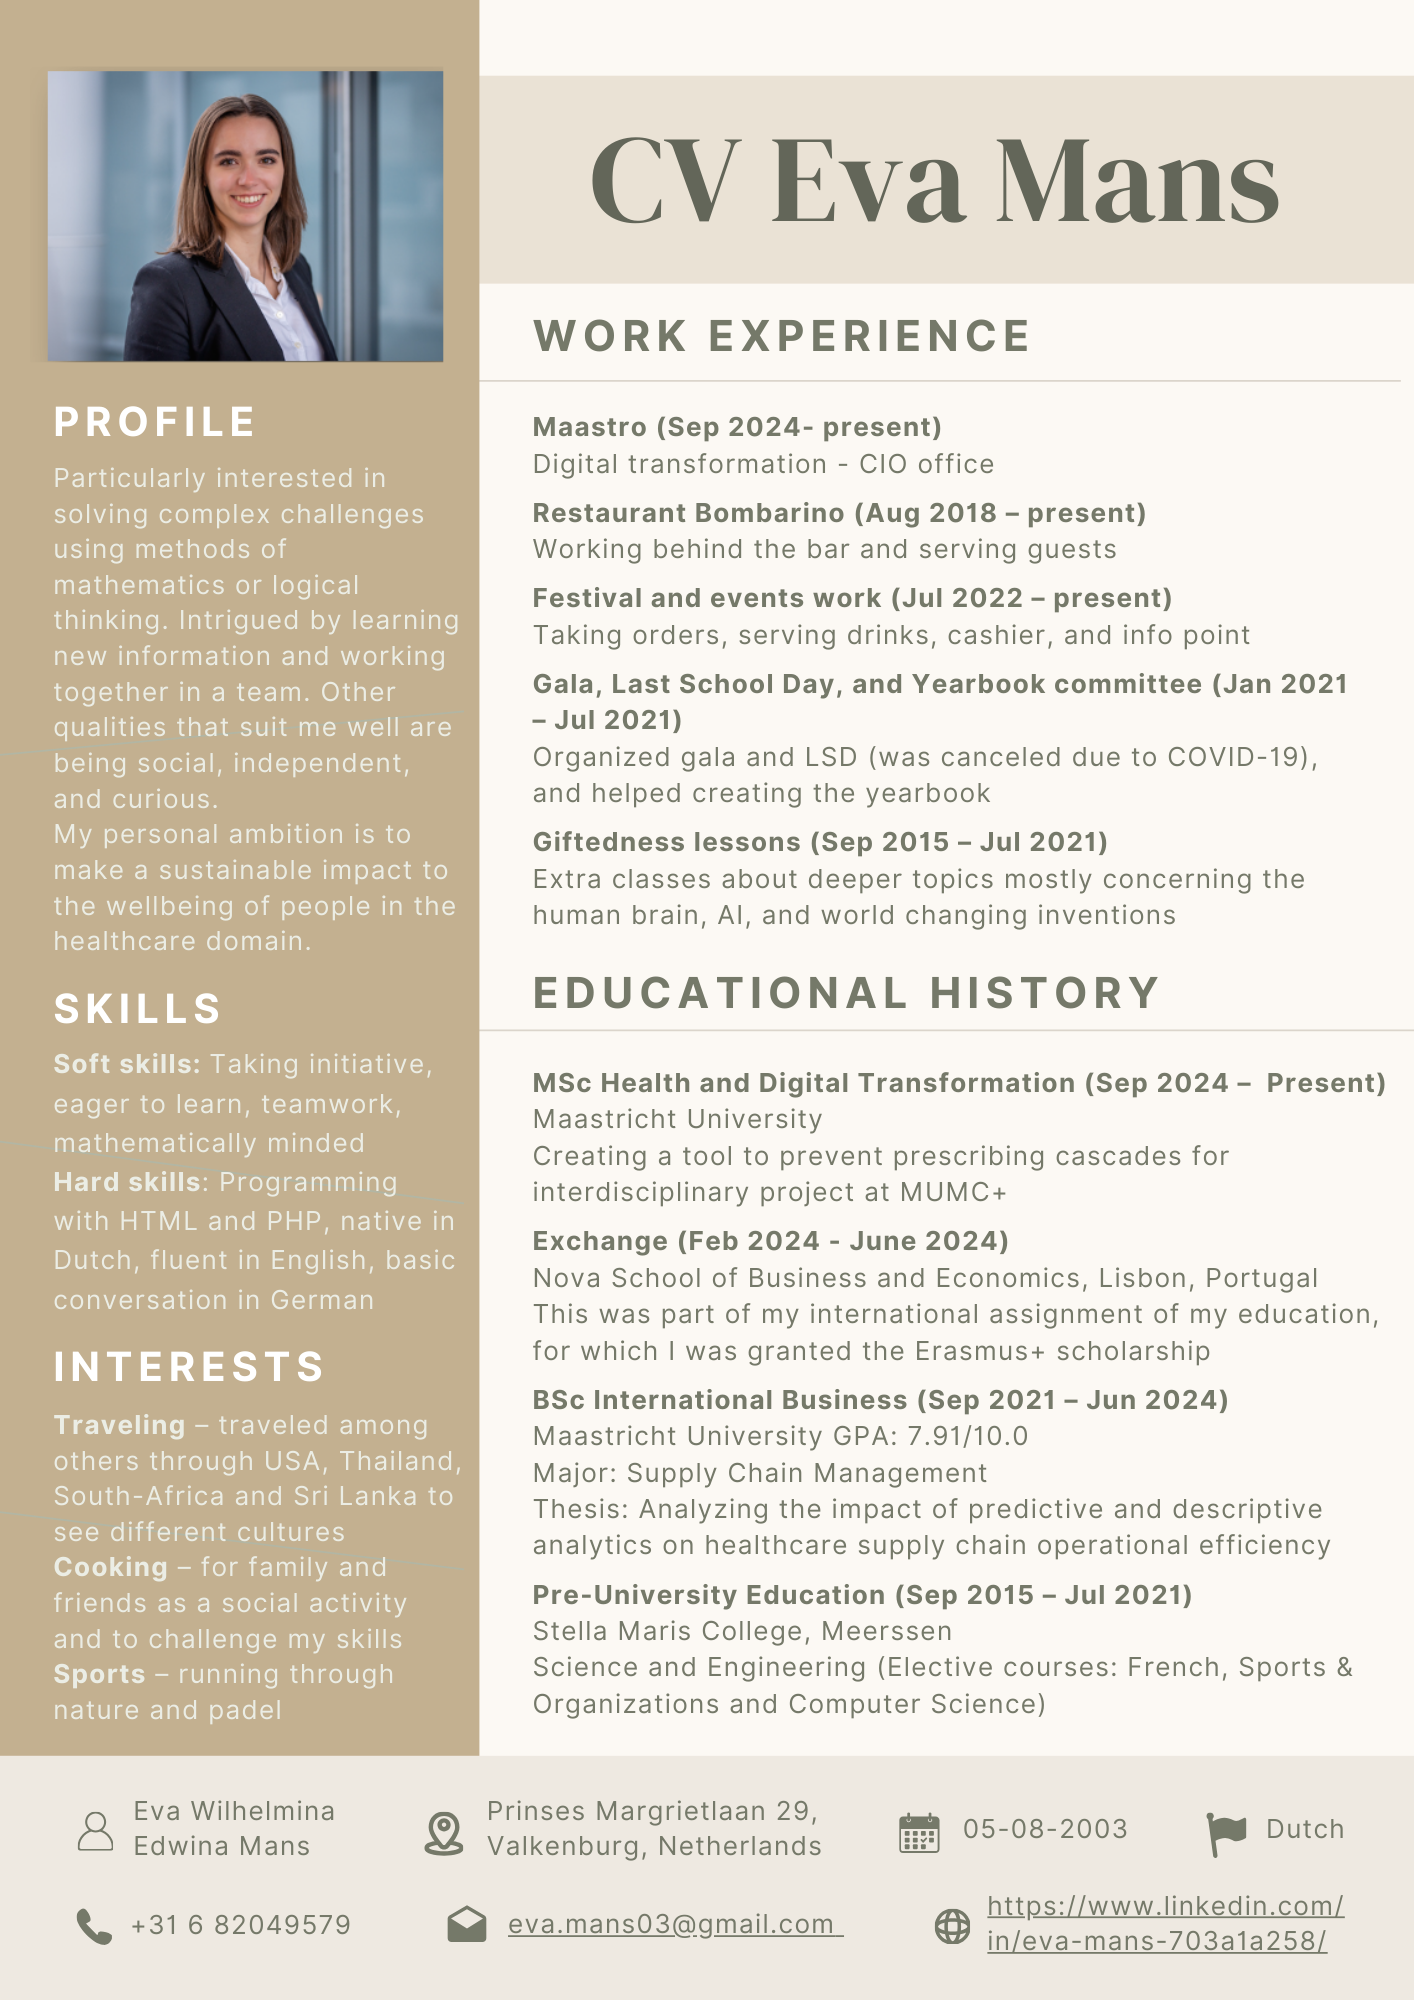 CV Eva Mans
PROFILE
Particularly interested in
solving complex challenges
using methods of
mathematics or logical
thinking. Intrigued by learning
new information and working
together in a team. Other
qualities that suit me well are
being social, independent,
and curious.
My personal ambition is to
make a sustainable impact to
the wellbeing of people in the
healthcare domain.
SKILLS
Soft skills: Taking initiative,
eager to learn, teamwork,
mathematically minded
Hard skills: Programming
with HTML and PHP, native in
Dutch, fluent in English, basic
conversation in German
INTERESTS
Traveling – traveled among
others through USA, Thailand,
South-Africa and Sri Lanka to
see different cultures
Cooking – for family and
friends as a social activity
and to challenge my skills
Sports – running through
nature and padel
WORK EXPERIENCE
Maastro (Sep 2024- present)
Digital transformation - CIO office
Restaurant Bombarino (Aug 2018 – present)
Working behind the bar and serving guests
Festival and events work (Jul 2022 – present)
Taking orders, serving drinks, cashier, and info point
Gala, Last School Day, and Yearbook committee (Jan 2021
– Jul 2021)
Organized gala and LSD (was canceled due to COVID-19),
and helped creating the yearbook
Giftedness lessons (Sep 2015 – Jul 2021)
Extra classes about deeper topics mostly concerning the
human brain, AI, and world changing inventions
EDUCATIONAL HISTORY
MSc Health and Digital Transformation (Sep 2024 – Present)
Maastricht University
Creating a tool to prevent prescribing cascades for
interdisciplinary project at MUMC+
Exchange (Feb 2024 - June 2024)
Nova School of Business and Economics, Lisbon, Portugal
This was part of my international assignment of my education,
for which I was granted the Erasmus+ scholarship
BSc International Business (Sep 2021 – Jun 2024)
Maastricht University GPA: 7.91/10.0
Major: Supply Chain Management
Thesis: Analyzing the impact of predictive and descriptive
analytics on healthcare supply chain operational efficiency
Pre-University Education (Sep 2015 – Jul 2021)
Stella Maris College, Meerssen
Science and Engineering (Elective courses: French, Sports &
Organizations and Computer Science)
Eva Wilhelmina
Edwina Mans
Prinses Margrietlaan 29,
Valkenburg, Netherlands
05-08-2003
Dutch
+31 6 82049579
eva.mans03@gmail.com
https://www.linkedin.com/
in/eva-mans-703a1a258/